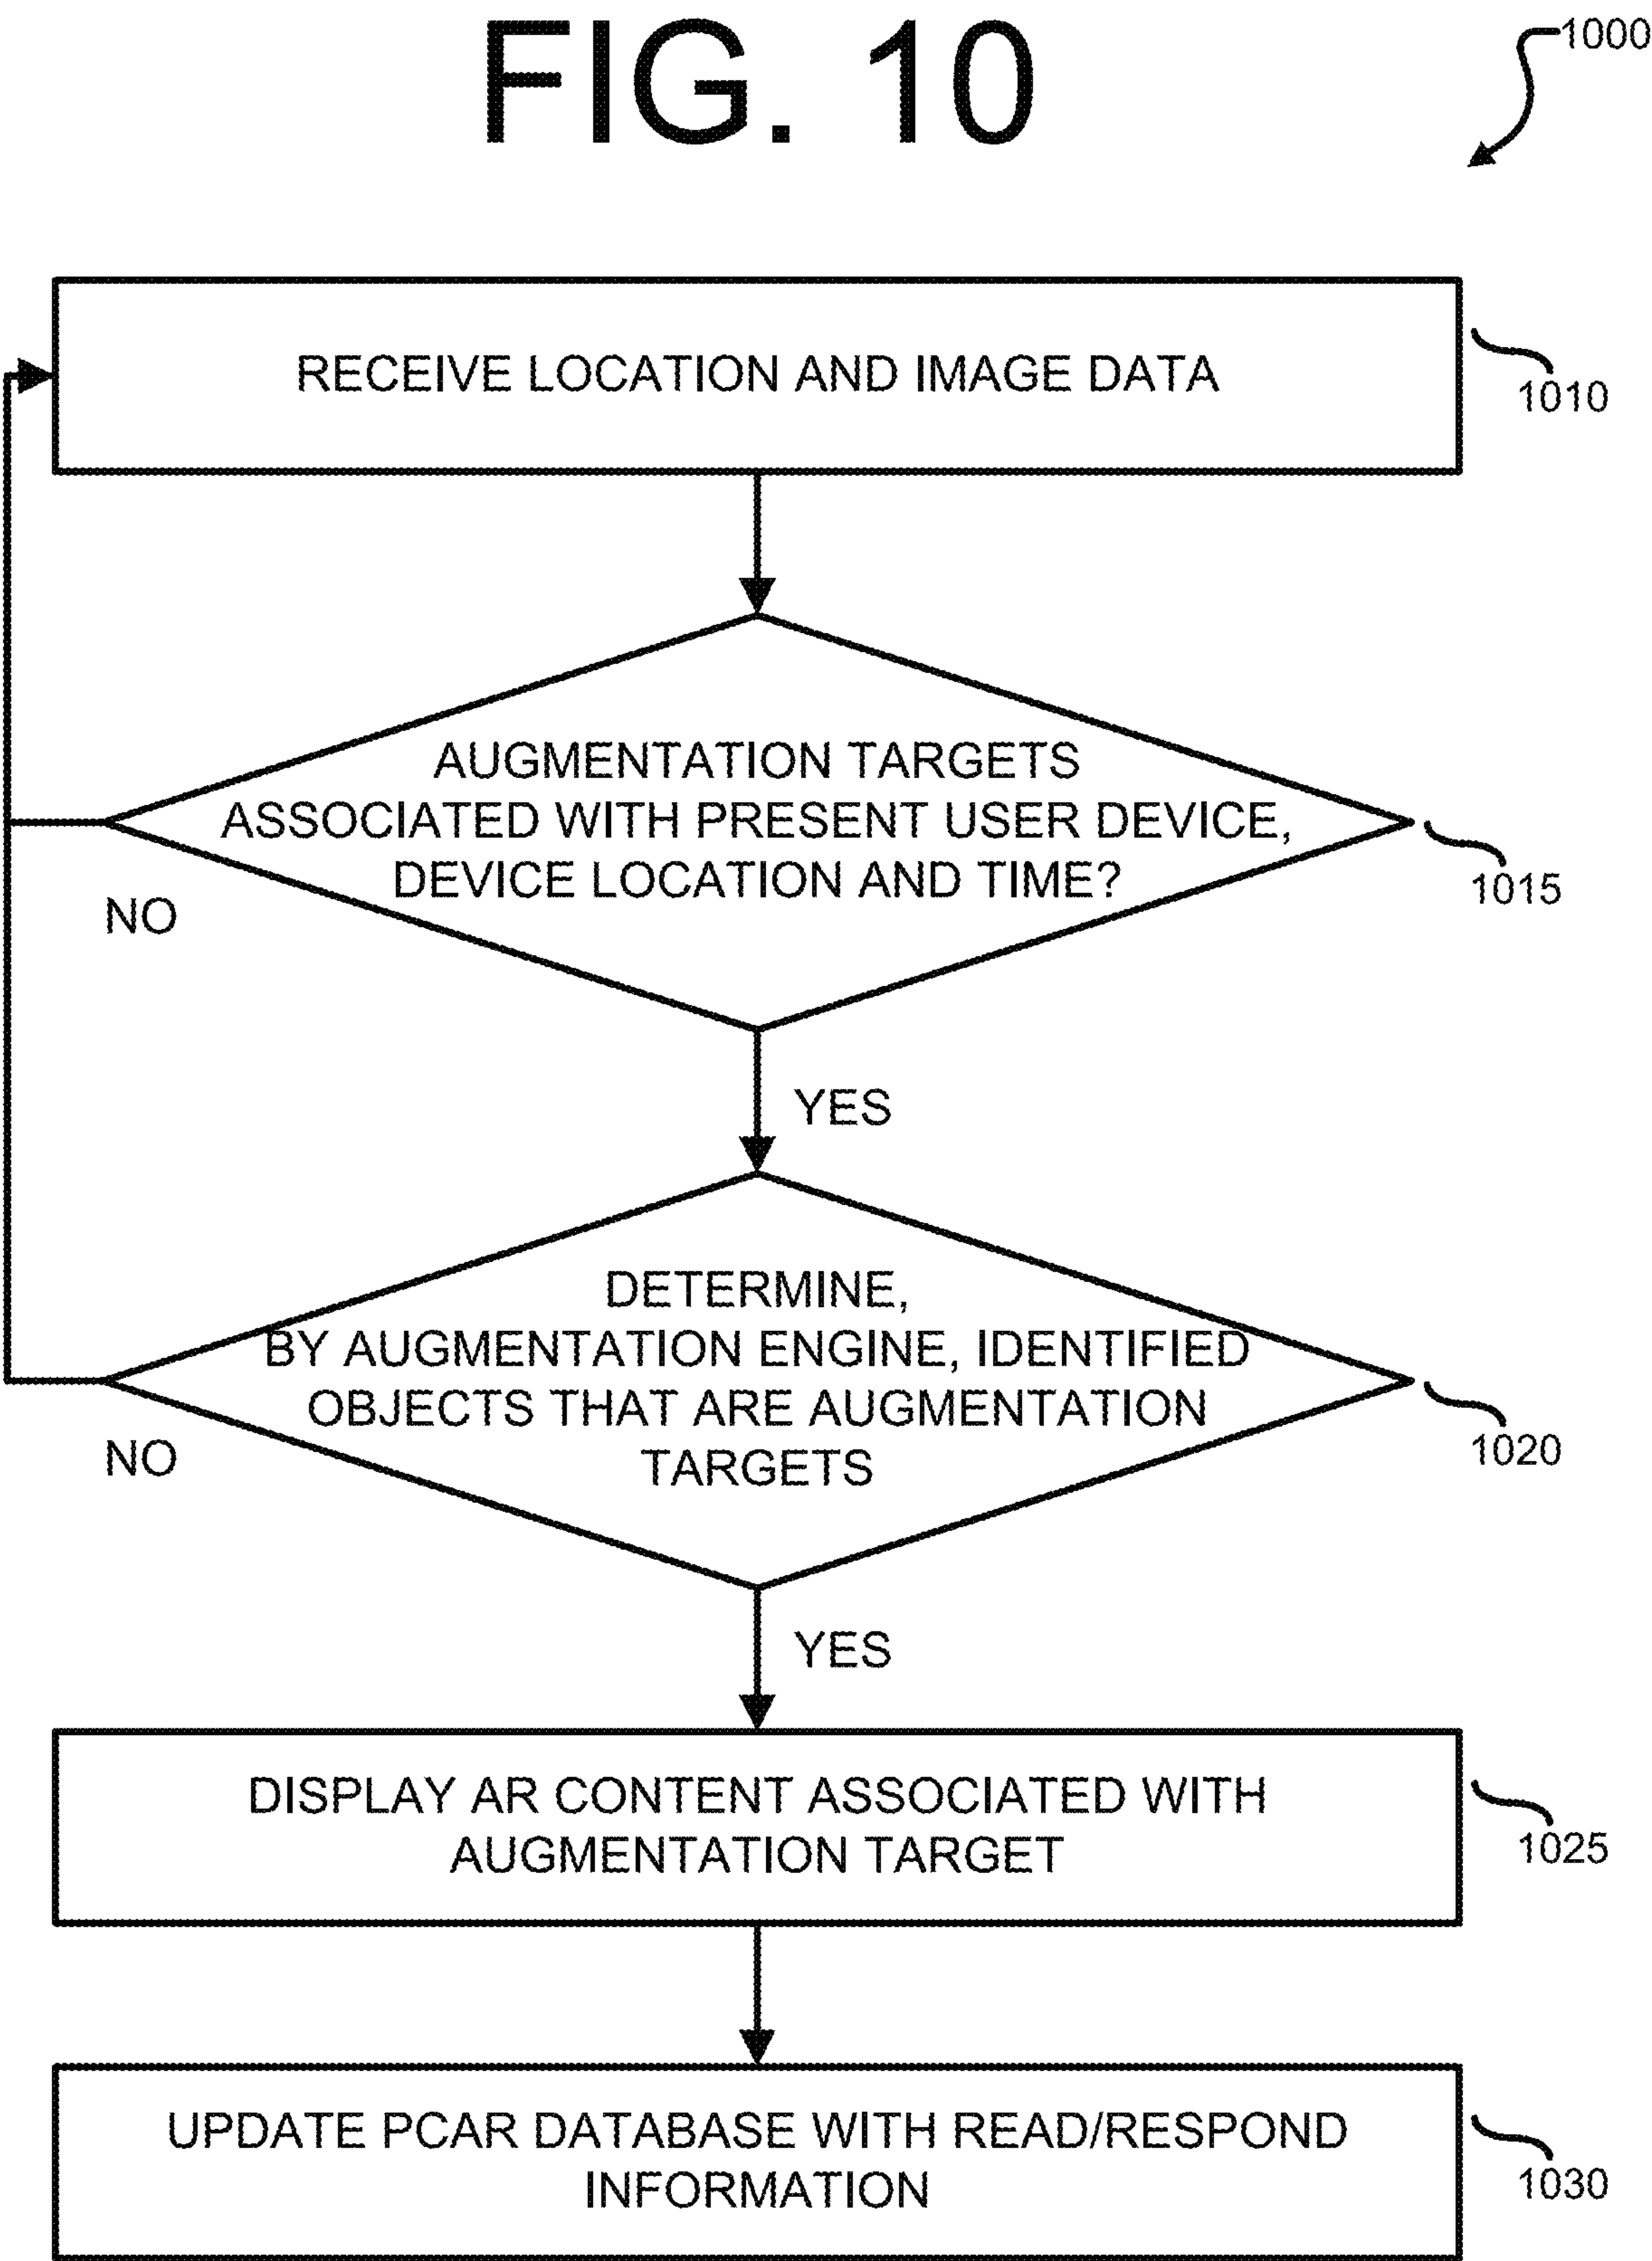 FIG. 10
1000
RECEIVE LOCATION AND IMAGE DATA
1010
AUGMENTATION TARGETS
ASSOCIATED WITH PRESENT USER DEVICE,
DEVICE LOCATION AND TIME?
1015
NO
YES
DETERMINE,
BY AUGMENTATION ENGINE, IDENTIFIED
OBJECTS THAT ARE AUGMENTATION
TARGETS
1020
NO
YES
DISPLAY AR CONTENT ASSOCIATED WITH
AUGMENTATION TARGET
1025
UPDATE PCAR DATABASE WITH READ/RESPOND
INFORMATION
1030